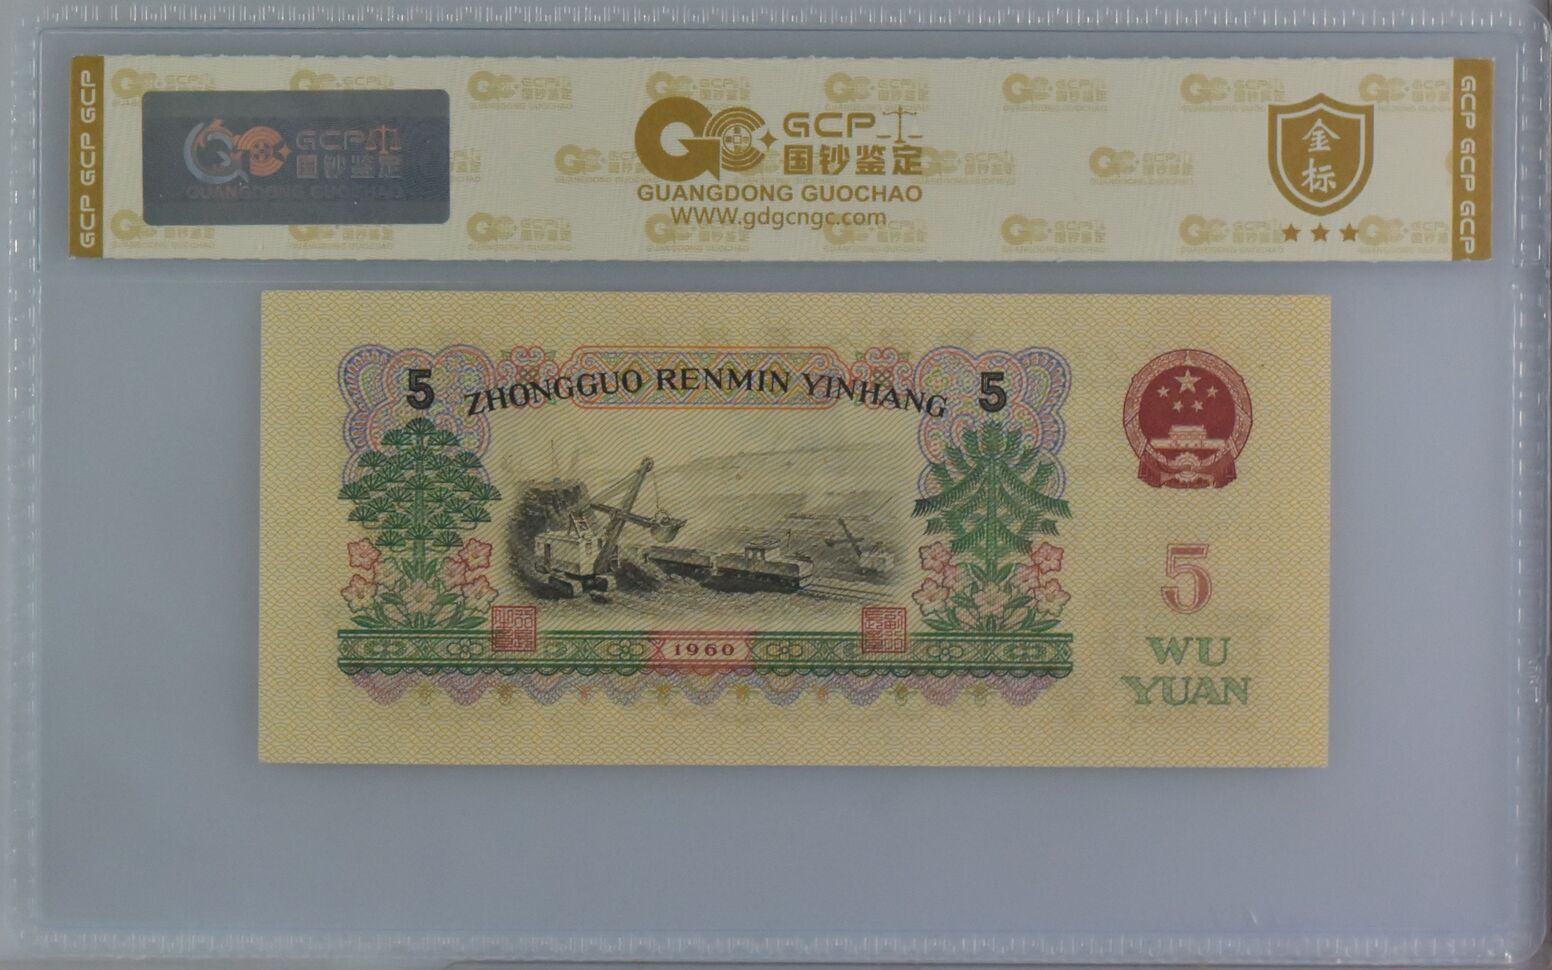 GCP GCP GCP
GCP
国钞鉴定
GUANGDONG GUOCHAO
GCP
国钞鉴定
GUANGDONG GUOCHAO
WWW.gdgcngc.com
金
标
GCP GCP GCP
5 ZHONGGUO RENMIN YINHANG 5
5
1960
WU
YUAN